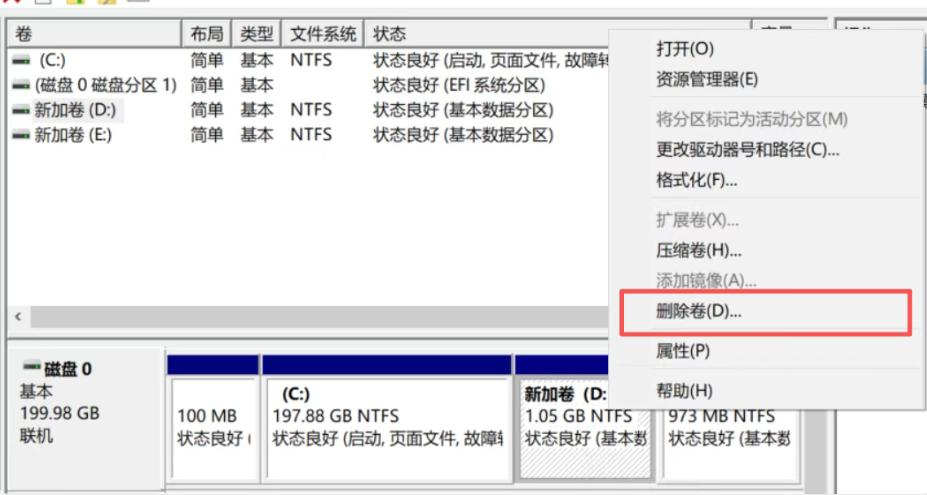 卷 布局 类型 文件系统 状态
(C:) 简单 基本 NTFS 状态良好 (启动, 页面文件, 故障转
(磁盘 0 磁盘分区 1) 简单 基本 状态良好 (EFI 系统分区)
新加卷 (D:) 简单 基本 NTFS 状态良好 (基本数据分区)
新加卷 (E:) 简单 基本 NTFS 状态良好 (基本数据分区)
打开(O)
资源管理器(E)
将分区标记为活动分区(M)
更改驱动器号和路径(C)...
格式化(F)...
扩展卷(X)...
压缩卷(H)...
添加镜像(A)...
删除卷(D)...
属性(P)
帮助(H)
磁盘 0
基本
199.98 GB
联机
100 MB
状态良好 (
(C:)
197.88 GB NTFS
状态良好 (启动, 页面文件, 故障转
新加卷 (D:
1.05 GB NTFS
状态良好 (基本数
973 MB NTFS
状态良好 (基本数